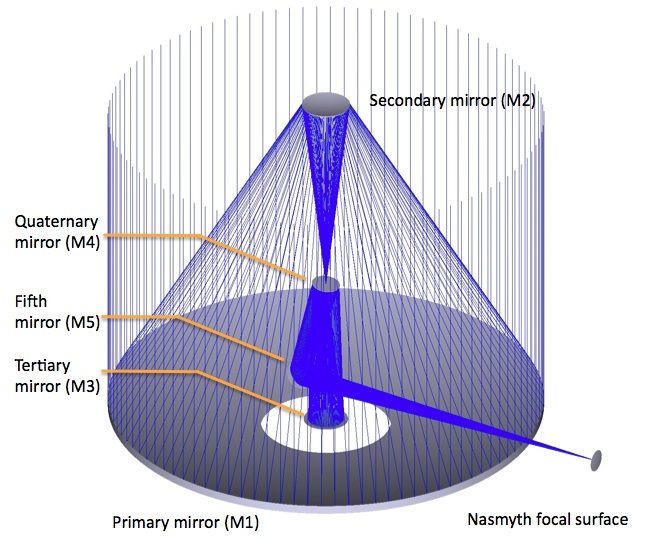 Secondary mirror (M2)
Quaternary
mirror (M4)
Fifth
mirror (M5)
Tertiary
mirror (M3)
Primary mirror (M1)
Nasmyth focal surface